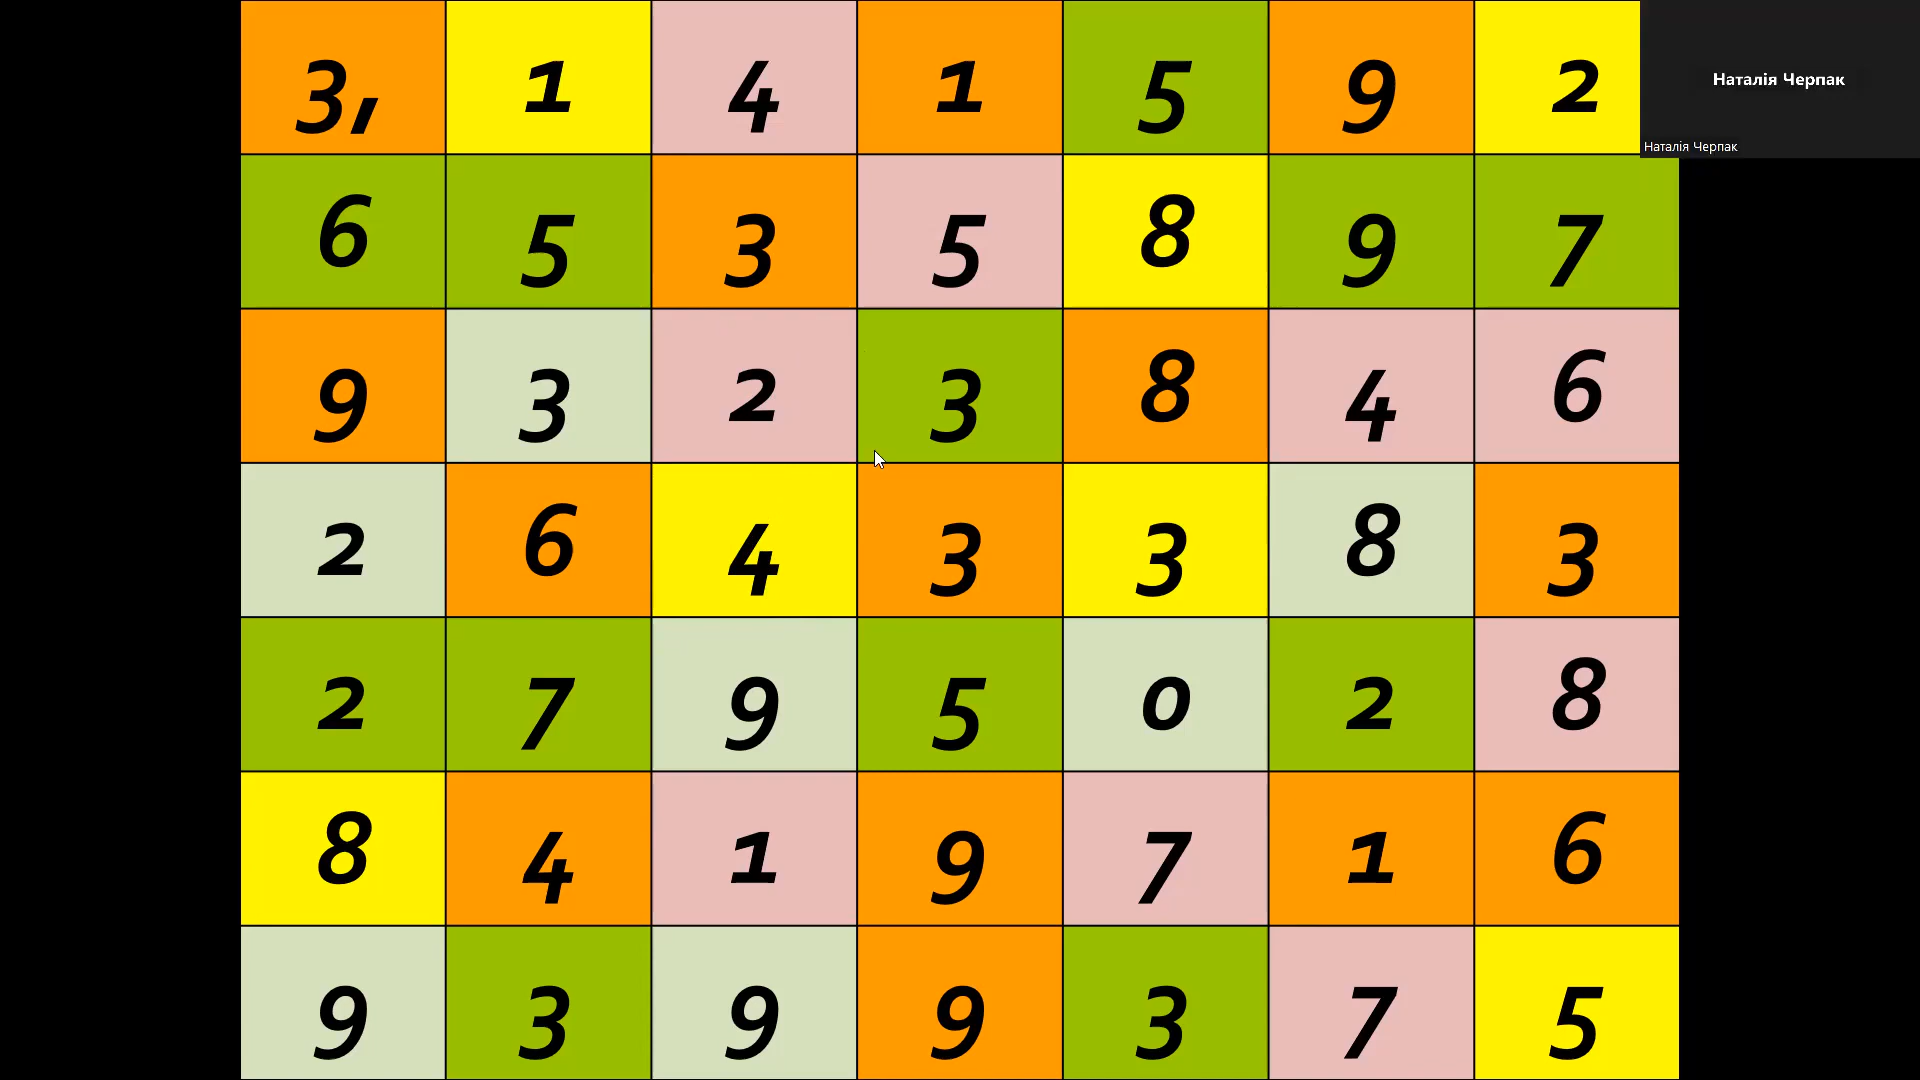 3, 1 4 1 5 9 2
Наталія Черпак
Наталія Черпак
6 5 3 5 8 9 7
9 3 2 3 8 4 6
2 6 4 3 3 8 3
2 7 9 5 0 2 8
8 4 1 9 7 1 6
9 3 9 9 3 7 5